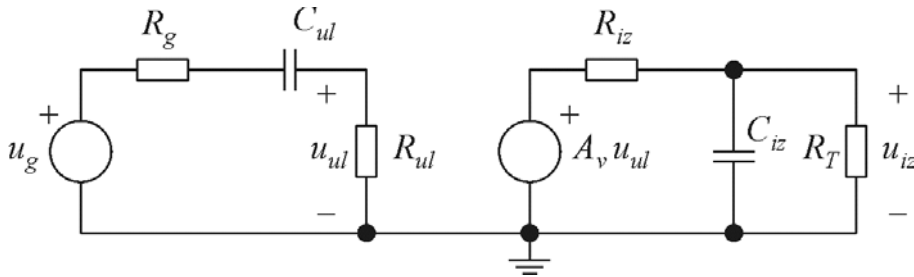 R_g
C_ul
R_iz
+
+
+
+
u_g
u_ul
R_ul
A_v u_ul
C_iz
R_T
u_iz
−
−